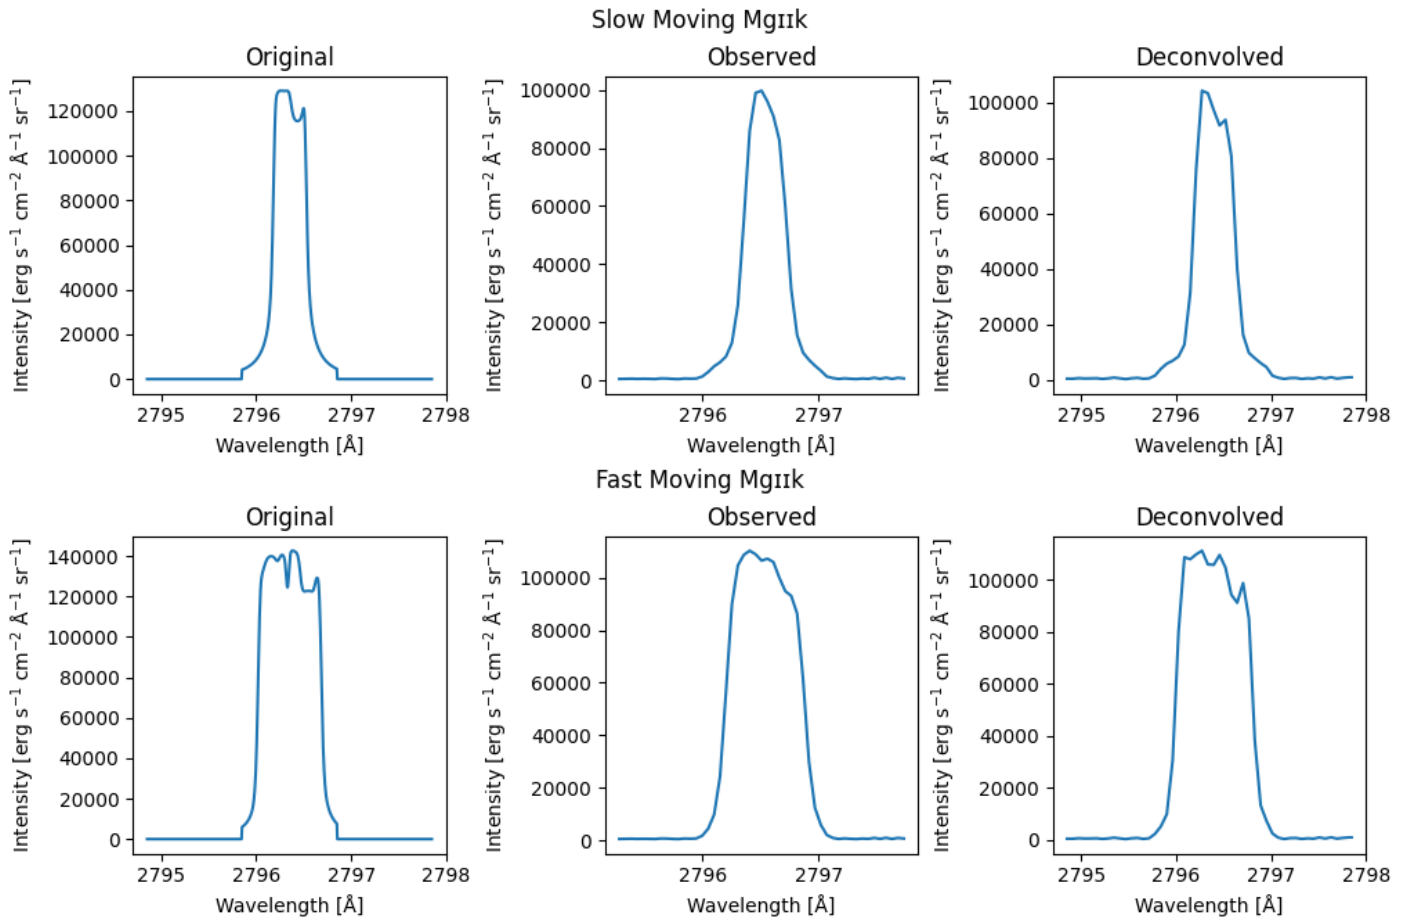 Slow Moving Mgɪɪk
Original
Observed
Deconvolved
Intensity [erg s⁻¹ cm⁻² Å⁻¹ sr⁻¹]
120000
100000
80000
60000
40000
20000
0
2795 2796 2797 2798
Wavelength [Å]
Intensity [erg s⁻¹ cm⁻² Å⁻¹ sr⁻¹]
100000
80000
60000
40000
20000
0
2796 2797
Wavelength [Å]
Intensity [erg s⁻¹ cm⁻² Å⁻¹ sr⁻¹]
100000
80000
60000
40000
20000
0
2795 2796 2797 2798
Wavelength [Å]
Fast Moving Mgɪɪk
Original
Observed
Deconvolved
Intensity [erg s⁻¹ cm⁻² Å⁻¹ sr⁻¹]
140000
120000
100000
80000
60000
40000
20000
0
2795 2796 2797 2798
Wavelength [Å]
Intensity [erg s⁻¹ cm⁻² Å⁻¹ sr⁻¹]
100000
80000
60000
40000
20000
0
2796 2797
Wavelength [Å]
Intensity [erg s⁻¹ cm⁻² Å⁻¹ sr⁻¹]
100000
80000
60000
40000
20000
0
2795 2796 2797 2798
Wavelength [Å]